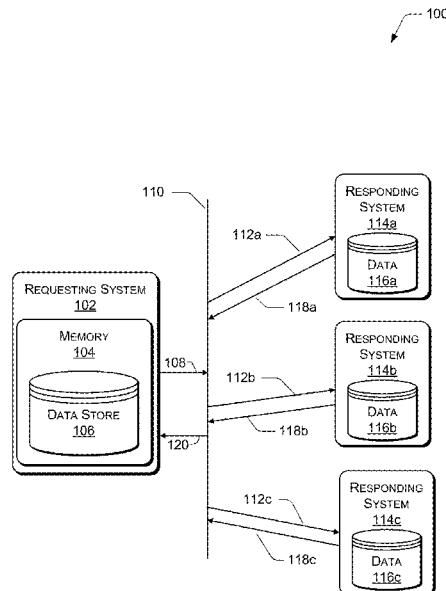 100
110
RESPONDING
SYSTEM
114a
DATA
116a
112a
118a
REQUESTING SYSTEM
102
MEMORY
104
DATA STORE
106
108
120
RESPONDING
SYSTEM
114b
DATA
116b
112b
118b
RESPONDING
SYSTEM
114c
DATA
116c
112c
118c